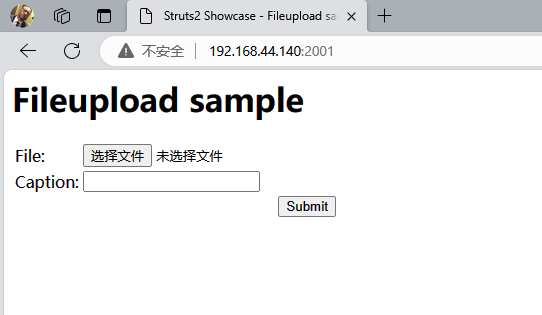 Struts2 Showcase - Fileupload sa
不安全 192.168.44.140:2001
Fileupload sample
File: 选择文件 未选择文件
Caption:
Submit